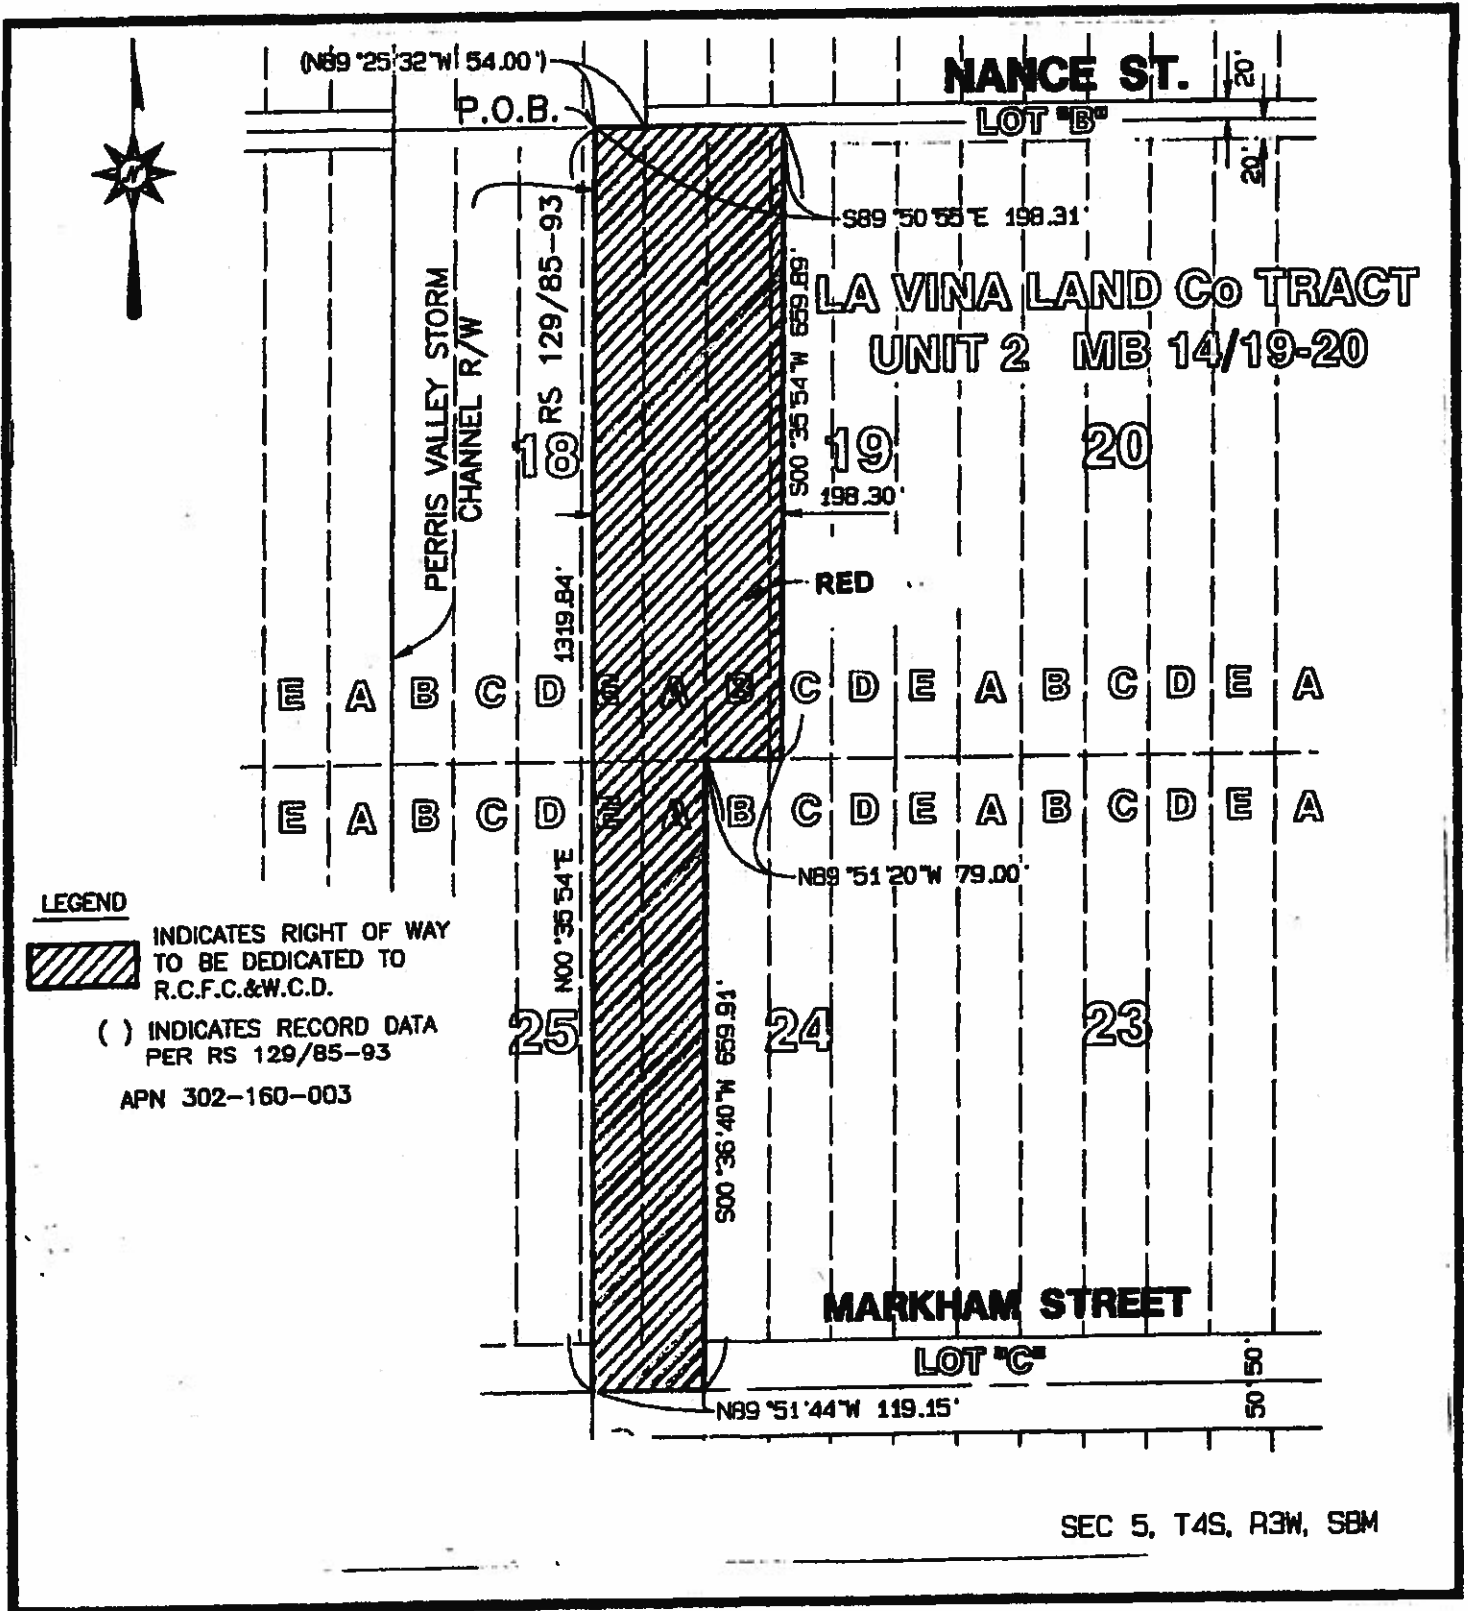 (N89°25'32"W 54.00')
NANCE ST.
20'
P.O.B.
LOT "B"
20'
N
S89°50'55"E 198.31'
RS 129/85-93
PERRIS VALLEY STORM
CHANNEL R/W
S00°35'54"W 659.89'
LA VINA LAND Co TRACT
UNIT 2 MB 14/19-20
18
19
20
198.30'
RED
1319.84'
E A B C D E A B C D E A B C D E A
E A B C D E A B C D E A B C D E A
N00°35'54"E
N89°51'20"W 79.00'
LEGEND
INDICATES RIGHT OF WAY
TO BE DEDICATED TO
R.C.F.C.&W.C.D.
( ) INDICATES RECORD DATA
PER RS 129/85-93
APN 302-160-003
25
24
23
S00°36'40"W 659.91'
MARKHAM STREET
LOT "C"
50' 50'
N89°51'44"W 119.15'
SEC 5, T4S, R3W, SBM